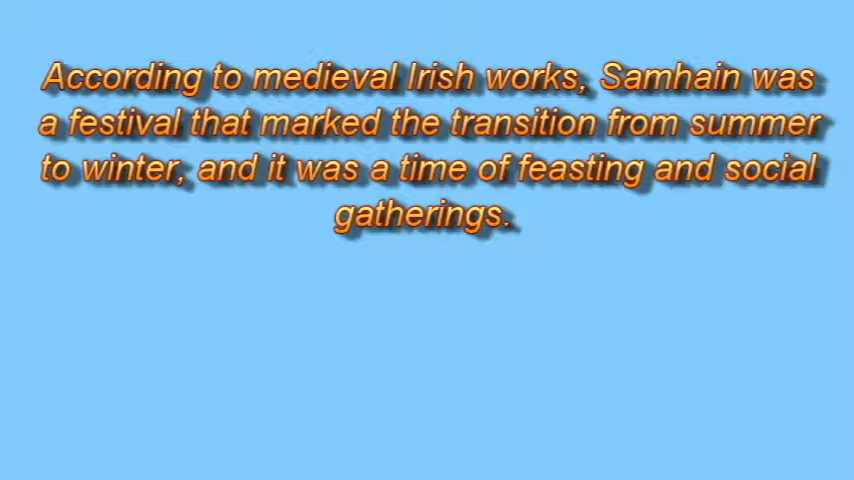 According to medieval Irish works, Samhain was
a festival that marked the transition from summer
to winter, and it was a time of feasting and social
gatherings.